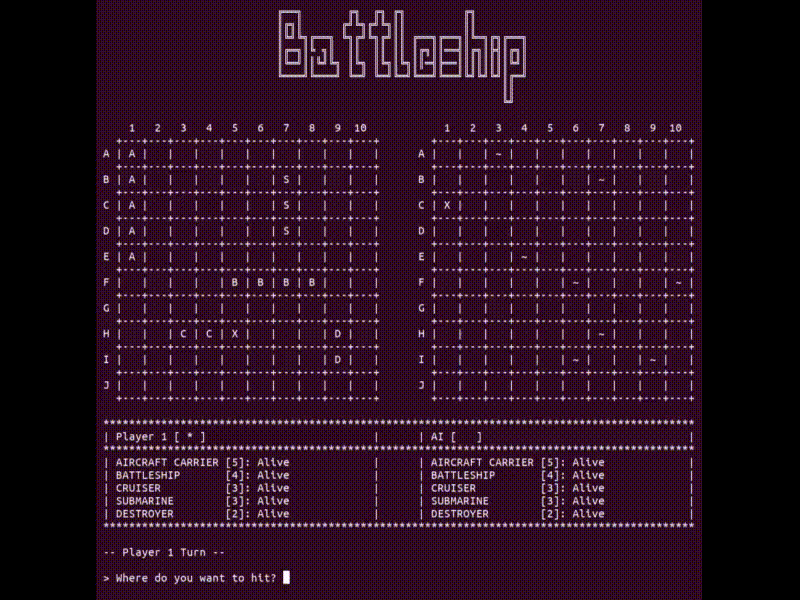 Battleship
1 2 3 4 5 6 7 8 9 10 1 2 3 4 5 6 7 8 9 10
+---+---+---+---+---+---+---+---+---+---+ +---+---+---+---+---+---+---+---+---+---+
A | A |   |   |   |   |   |   |   |   |   | A |   |   | ~ |   |   |   |   |   |   |   |
+---+---+---+---+---+---+---+---+---+---+ +---+---+---+---+---+---+---+---+---+---+
B | A |   |   |   |   |   | S |   |   |   | B |   |   |   |   |   |   | ~ |   |   |   |
+---+---+---+---+---+---+---+---+---+---+ +---+---+---+---+---+---+---+---+---+---+
C | A |   |   |   |   |   | S |   |   |   | C | X |   |   |   |   |   |   |   |   |   |
+---+---+---+---+---+---+---+---+---+---+ +---+---+---+---+---+---+---+---+---+---+
D | A |   |   |   |   |   | S |   |   |   | D |   |   |   |   |   |   |   |   |   |   |
+---+---+---+---+---+---+---+---+---+---+ +---+---+---+---+---+---+---+---+---+---+
E | A |   |   |   |   |   |   |   |   |   | E |   |   |   | ~ |   |   |   |   |   |   |
+---+---+---+---+---+---+---+---+---+---+ +---+---+---+---+---+---+---+---+---+---+
F |   |   |   |   | B | B | B | B |   |   | F |   |   |   |   |   | ~ |   |   |   | ~ |
+---+---+---+---+---+---+---+---+---+---+ +---+---+---+---+---+---+---+---+---+---+
G |   |   |   |   |   |   |   |   |   |   | G |   |   |   |   |   |   |   |   |   |   |
+---+---+---+---+---+---+---+---+---+---+ +---+---+---+---+---+---+---+---+---+---+
H |   |   | C | C | X |   |   |   | D |   | H |   |   |   |   |   |   | ~ |   |   |   |
+---+---+---+---+---+---+---+---+---+---+ +---+---+---+---+---+---+---+---+---+---+
I |   |   |   |   |   |   |   |   | D |   | I |   |   |   |   |   | ~ |   |   | ~ |   |
+---+---+---+---+---+---+---+---+---+---+ +---+---+---+---+---+---+---+---+---+---+
J |   |   |   |   |   |   |   |   |   |   | J |   |   |   |   |   |   |   |   |   |   |
+---+---+---+---+---+---+---+---+---+---+ +---+---+---+---+---+---+---+---+---+---+
********************************************************************************************
| Player 1 [ * ] | | AI [   ] |
********************************************************************************************
| AIRCRAFT CARRIER [5]: Alive | | AIRCRAFT CARRIER [5]: Alive |
| BATTLESHIP [4]: Alive | | BATTLESHIP [4]: Alive |
| CRUISER [3]: Alive | | CRUISER [3]: Alive |
| SUBMARINE [3]: Alive | | SUBMARINE [3]: Alive |
| DESTROYER [2]: Alive | | DESTROYER [2]: Alive |
********************************************************************************************
-- Player 1 Turn --
> Where do you want to hit?